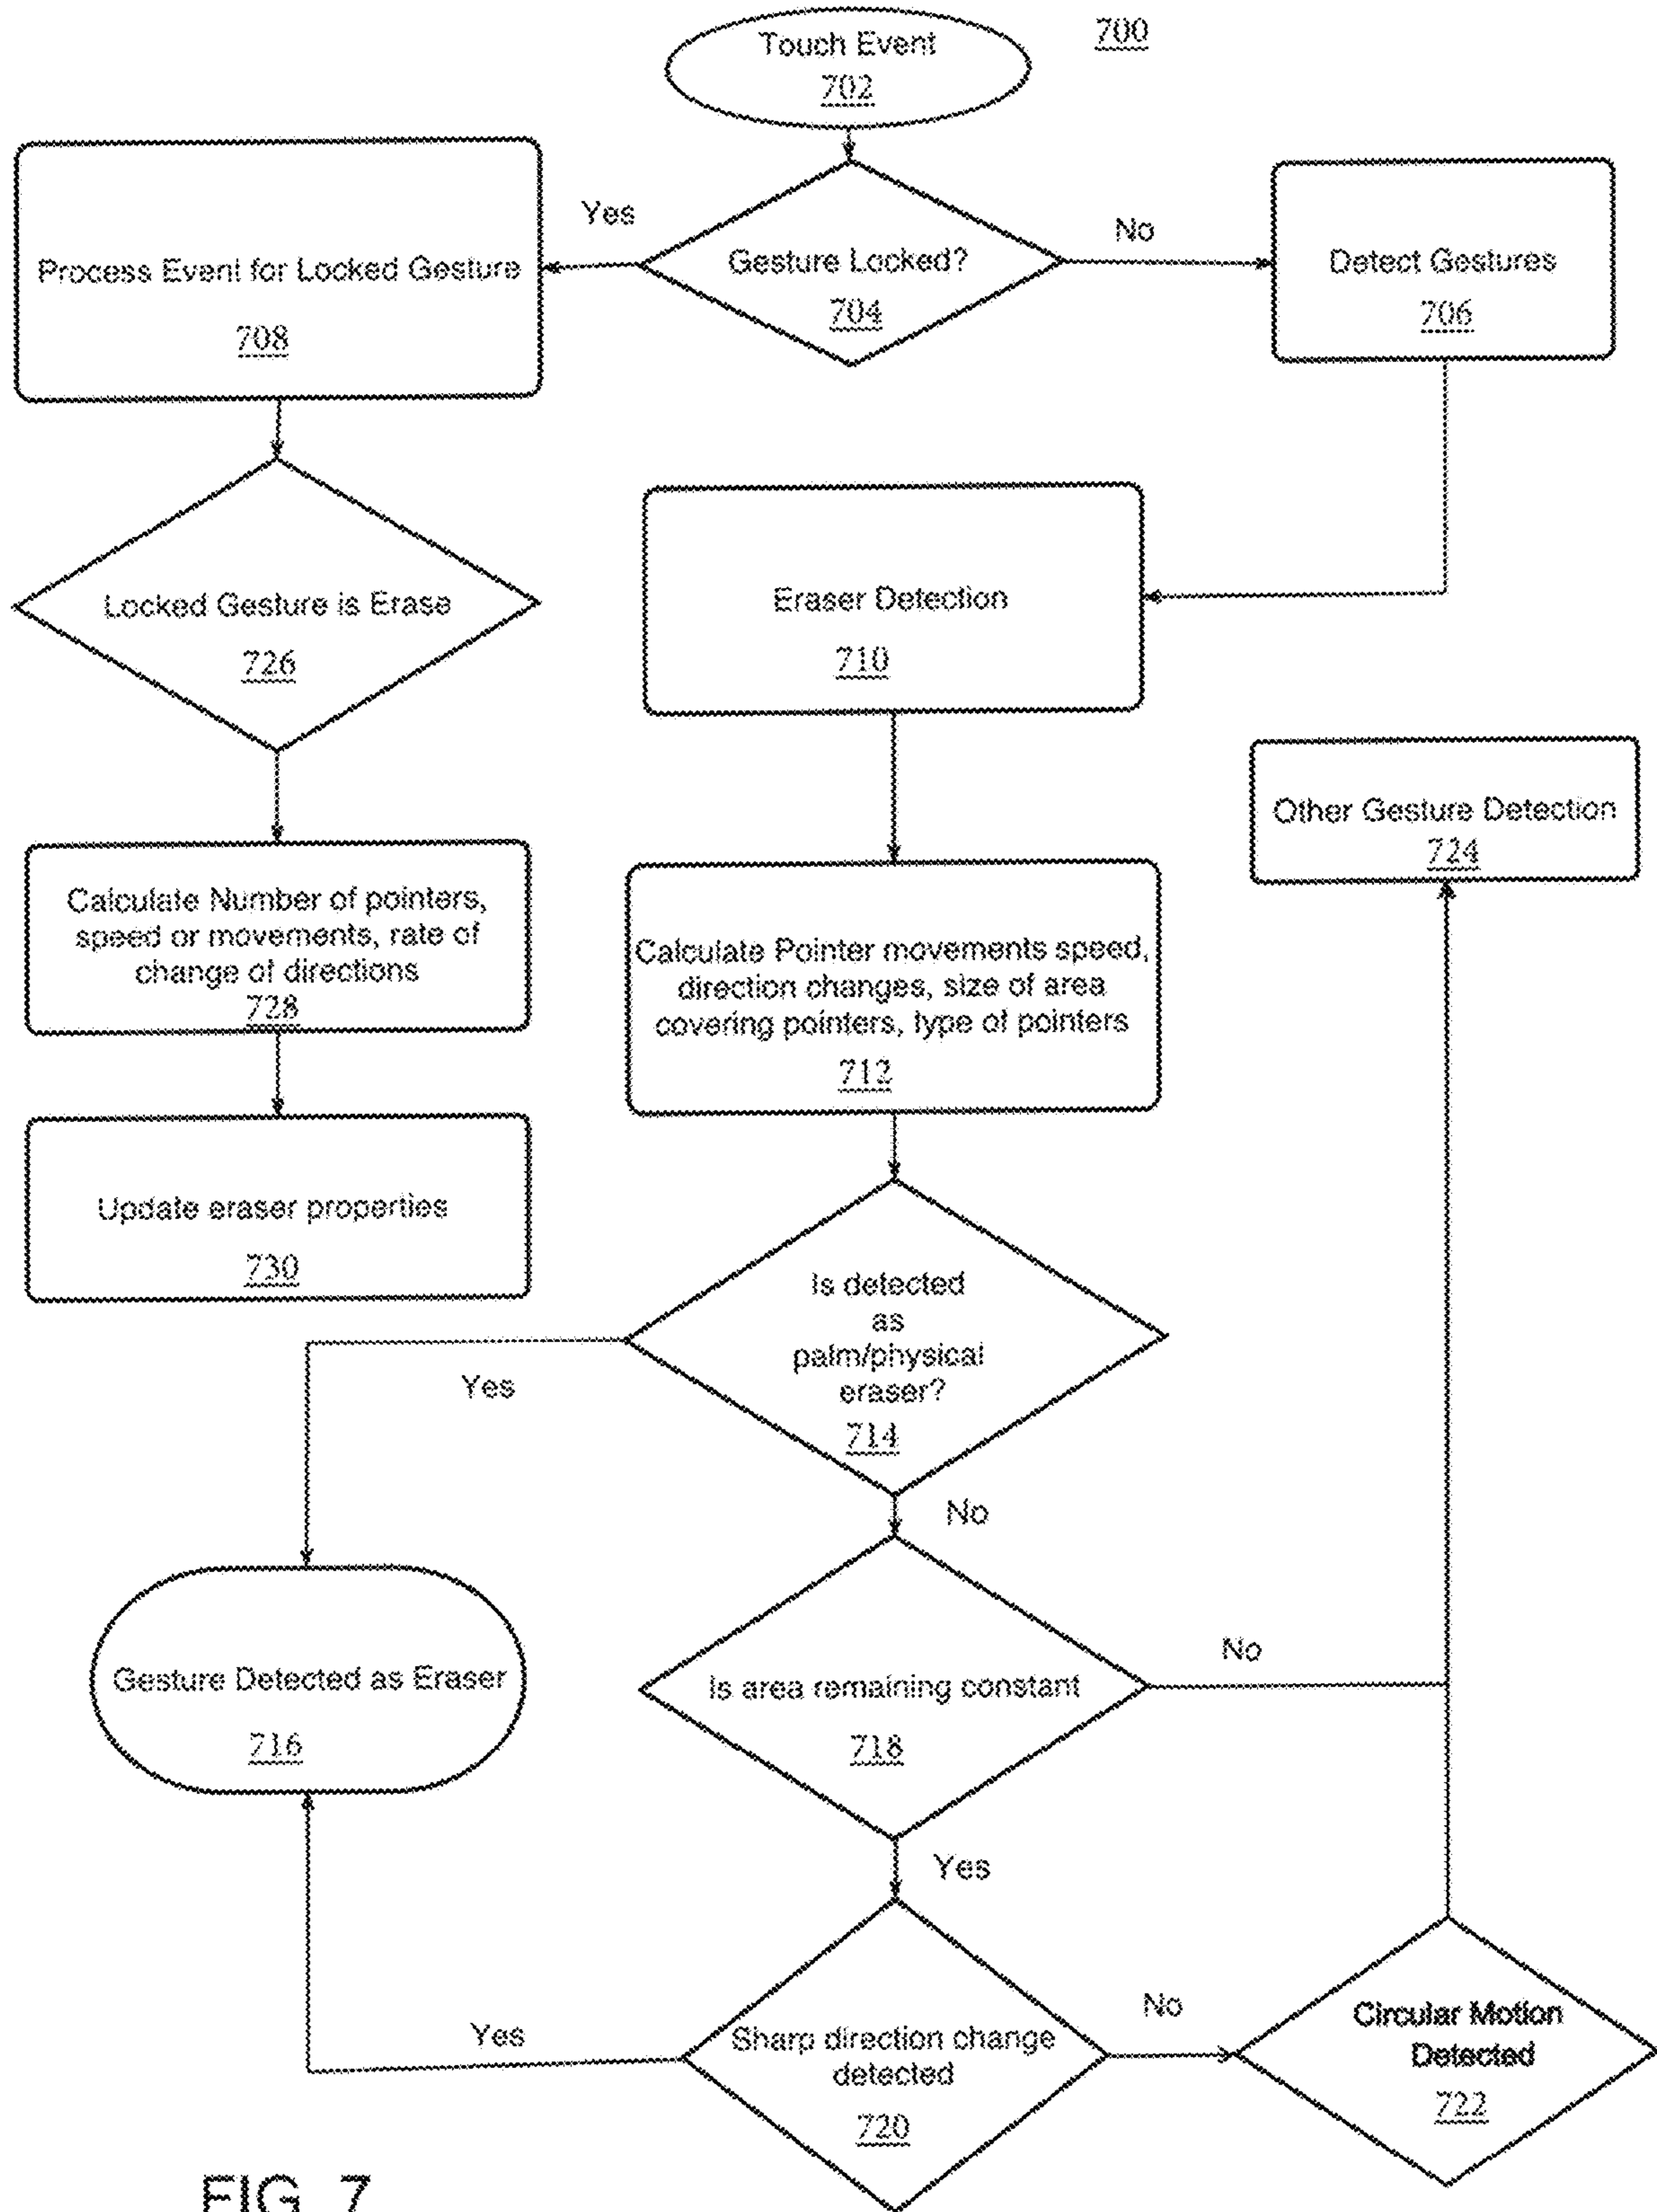 Touch Event
702
700
Yes
Gesture Locked?
704
No
Process Event for Locked Gesture
708
Detect Gestures
706
Locked Gesture is Erase
726
Eraser Detection
710
Other Gesture Detection
724
Calculate Number of pointers,
speed or movements, rate of
change of directions
728
Calculate Pointer movements speed,
direction changes, size of area
covering pointers, type of pointers
712
Update eraser properties
730
Is detected
as
palm/physical
eraser?
714
Yes
No
Gesture Detected as Eraser
716
Is area remaining constant
718
No
Yes
Yes
Sharp direction change
detected
720
No
Circular Motion
Detected
722
FIG. 7